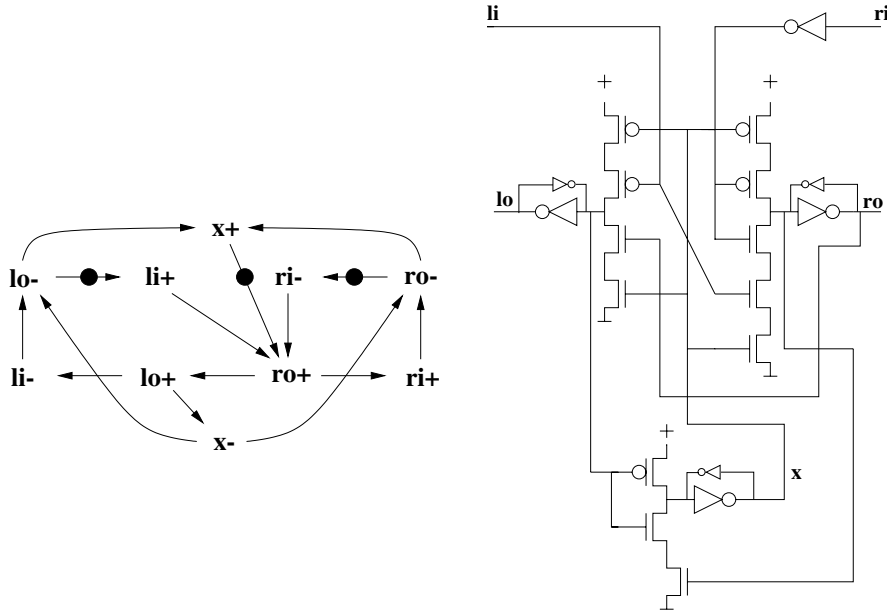 li ri
lo ro
x+
lo- li+ ri- ro-
li- lo+ ro+ ri+
x-
x